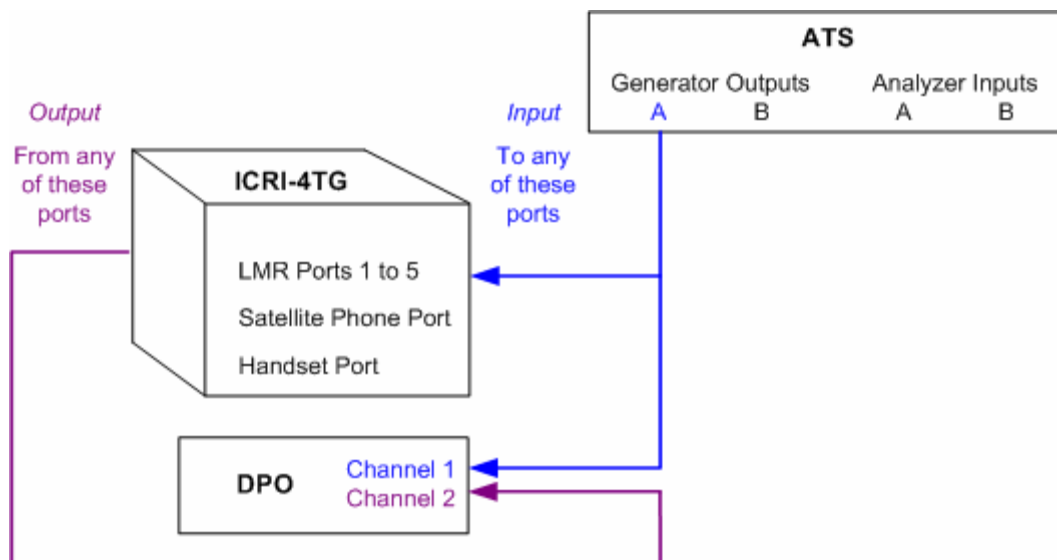 ATS
Generator Outputs
Analyzer Inputs
A
B
A
B
Output
From any
of these
ports
Input
To any
of these
ports
ICRI-4TG
LMR Ports 1 to 5
Satellite Phone Port
Handset Port
DPO
Channel 1
Channel 2